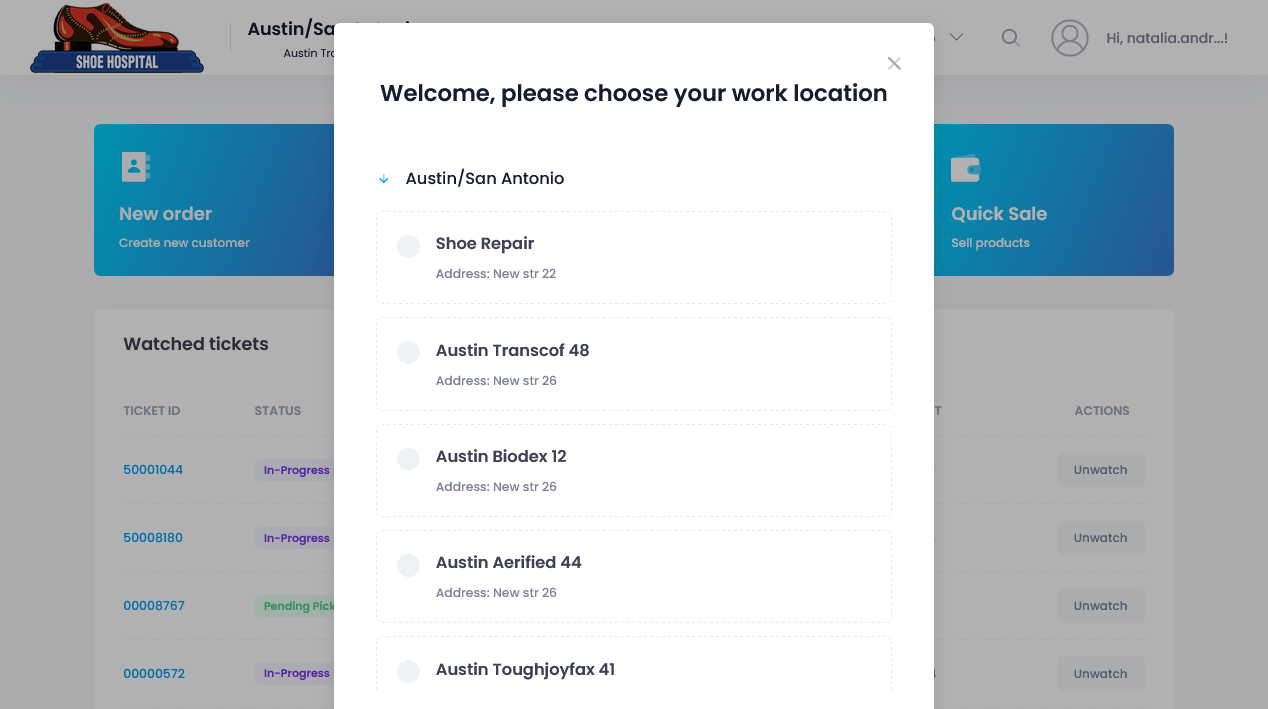 SHOE HOSPITAL
Austin/Sa
Austin Tra
Hi, natalia.andr...!
Welcome, please choose your work location
New order
Create new customer
Quick Sale
Sell products
Austin/San Antonio
Shoe Repair
Address: New str 22
Austin Transcof 48
Address: New str 26
Austin Biodex 12
Address: New str 26
Austin Aerified 44
Address: New str 26
Austin Toughjoyfax 41
Watched tickets
TICKET ID STATUS T ACTIONS
50001044 In-Progress Unwatch
50008180 In-Progress Unwatch
00008767 Pending Pick Unwatch
00000572 In-Progress Unwatch